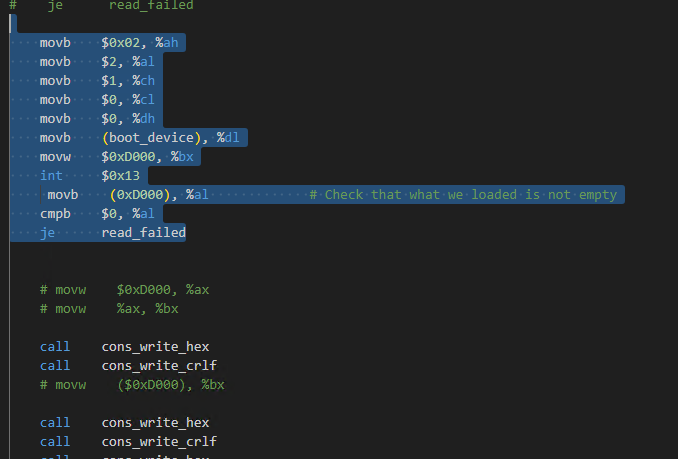 #    je      read_failed
movb    $0x02, %ah
movb    $2, %al
movb    $1, %ch
movb    $0, %cl
movb    $0, %dh
movb    (boot_device), %dl
movw    $0xD000, %bx
int     $0x13
movb    (0xD000), %al             # Check that what we loaded is not empty
cmpb    $0, %al
je      read_failed
# movw    $0xD000, %ax
# movw    %ax, %bx
call    cons_write_hex
call    cons_write_crlf
# movw    ($0xD000), %bx
call    cons_write_hex
call    cons_write_crlf
call    cons_write_hex